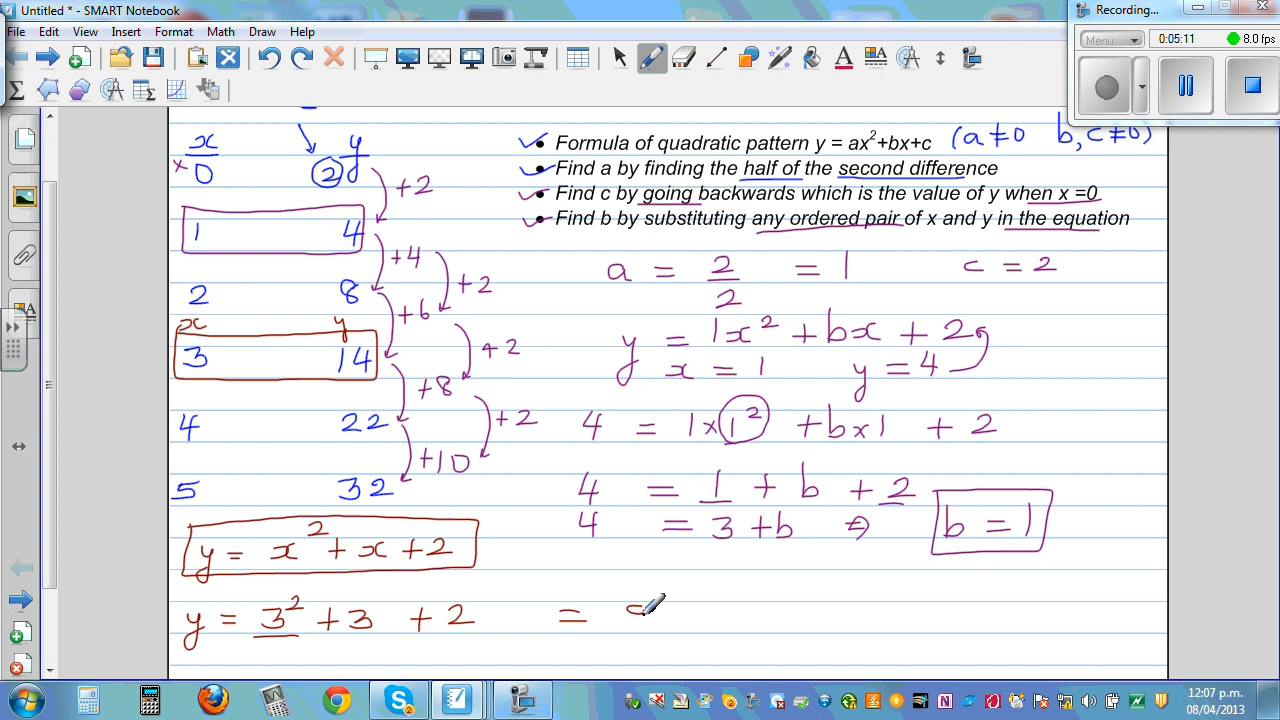 Untitled * - SMART Notebook
Recording...
File Edit View Insert Format Math Draw Help
Menu 0:05:11 8.0 fps
x y
• Formula of quadratic pattern y = ax²+bx+c (a≠0 b,c≠0)
× 0 2
• Find a by finding the half of the second difference
+2
• Find c by going backwards which is the value of y when x =0
• Find b by substituting any ordered pair of x and y in the equation
1 4
+4
a = 2/2 = 1 c = 2
2 8 +2
+6
x y
y = 1x² + bx + 2
3 14 +2
x = 1 y = 4
+8
4 22 +2
4 = 1×1² + b×1 + 2
+10
5 32
4 = 1 + b + 2
4 = 3 + b ⇒ b = 1
y = x² + x + 2
y = 3² + 3 + 2 =
12:07 p.m.
08/04/2013